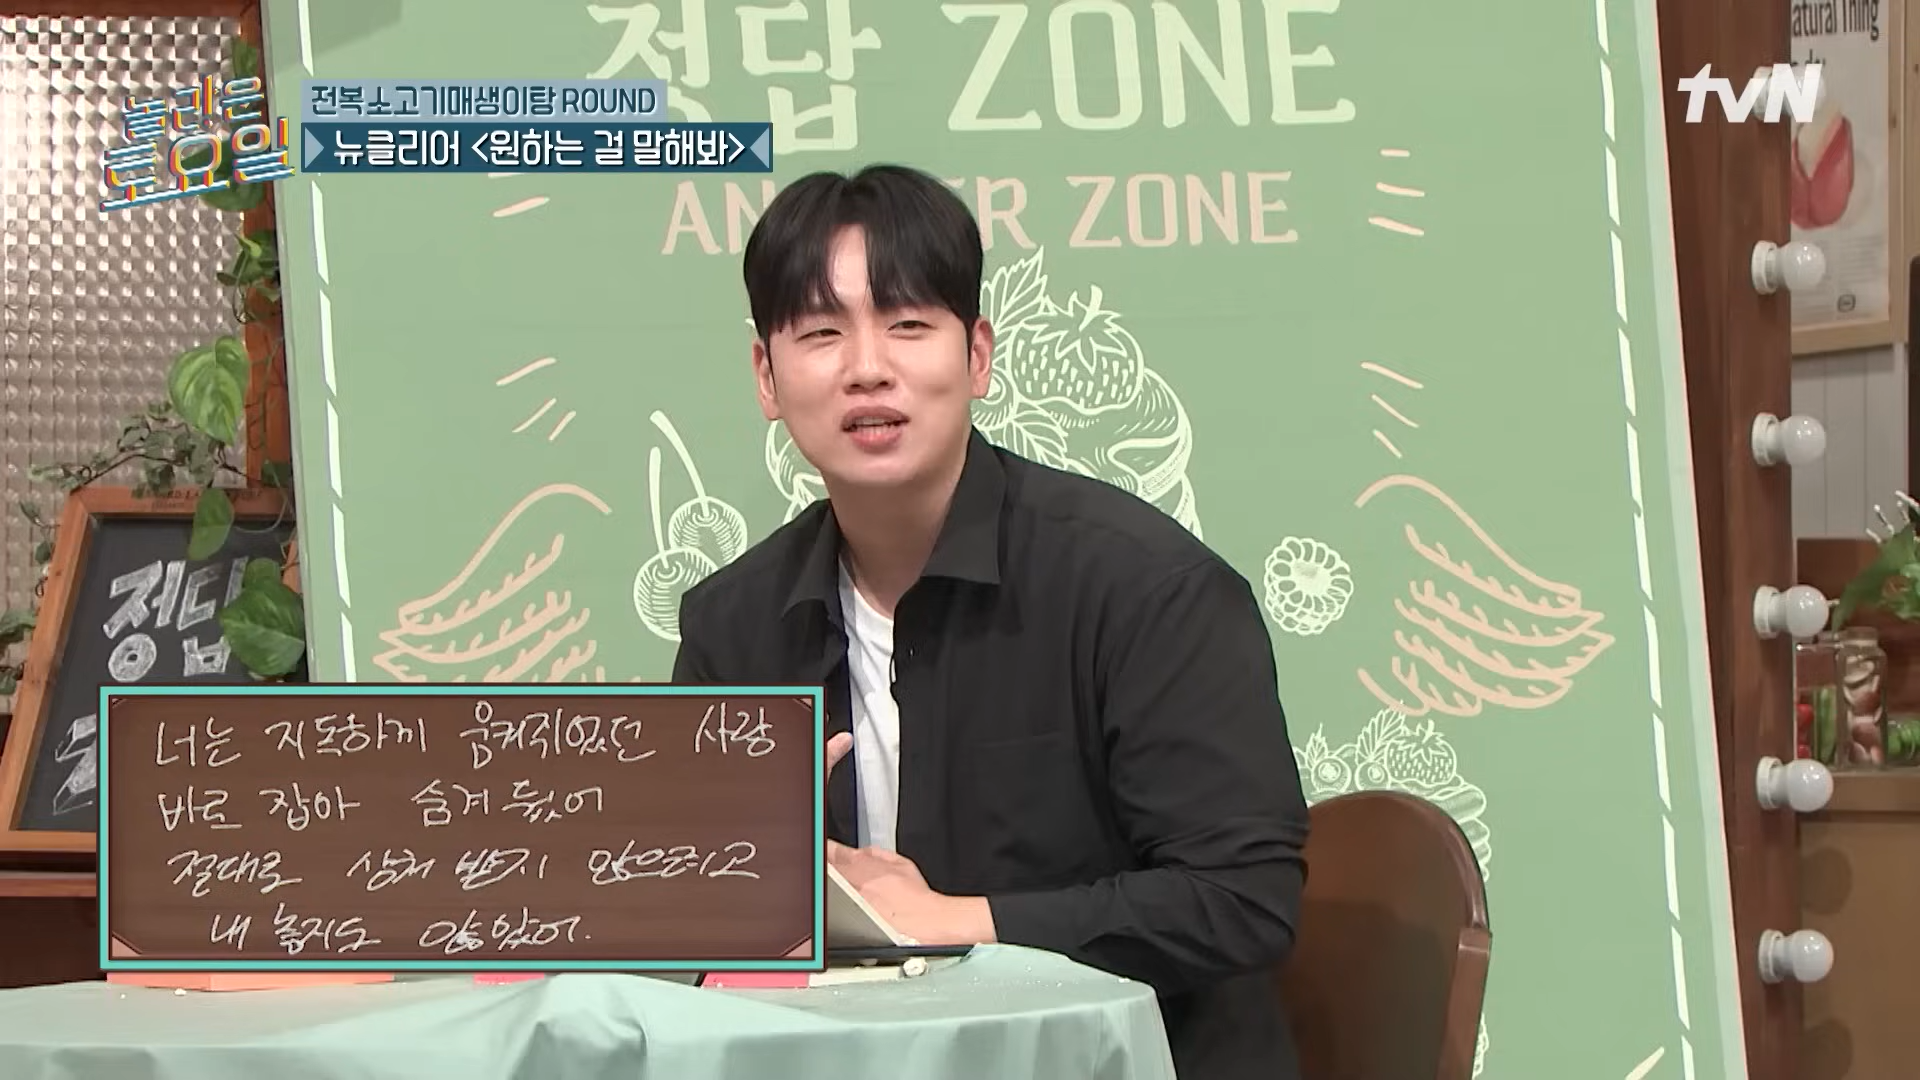 정답 ZONE
놀라운 토요일
전복소고기매생이탕 ROUND
뉴클리어 <원하는 걸 말해봐>
tvN
atural Thing
ZONE
정답
너는 지독하게 움켜쥐었던 사랑
바로 잡아 숨겨뒀어
절대로 상처 받지 않으려고
내 놓지도 않았어.